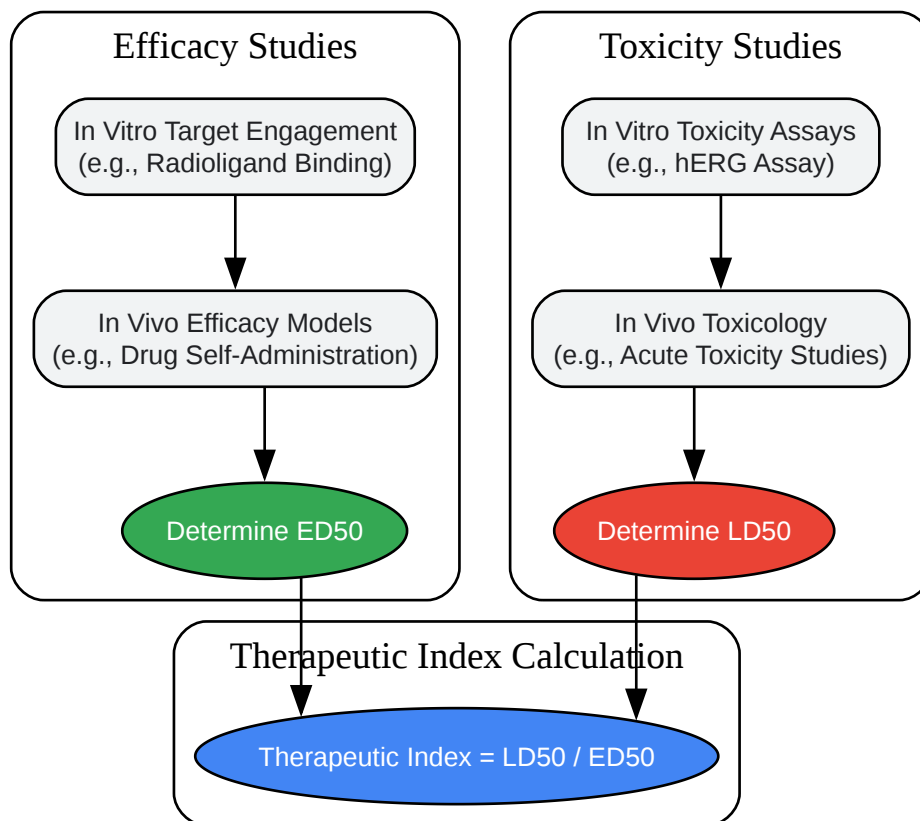 Efficacy Studies
In Vitro Target Engagement
(e.g., Radioligand Binding)
In Vivo Efficacy Models
(e.g., Drug Self-Administration)
Determine ED50
Toxicity Studies
In Vitro Toxicity Assays
(e.g., hERG Assay)
In Vivo Toxicology
(e.g., Acute Toxicity Studies)
Determine LD50
Therapeutic Index Calculation
Therapeutic Index = LD50 / ED50